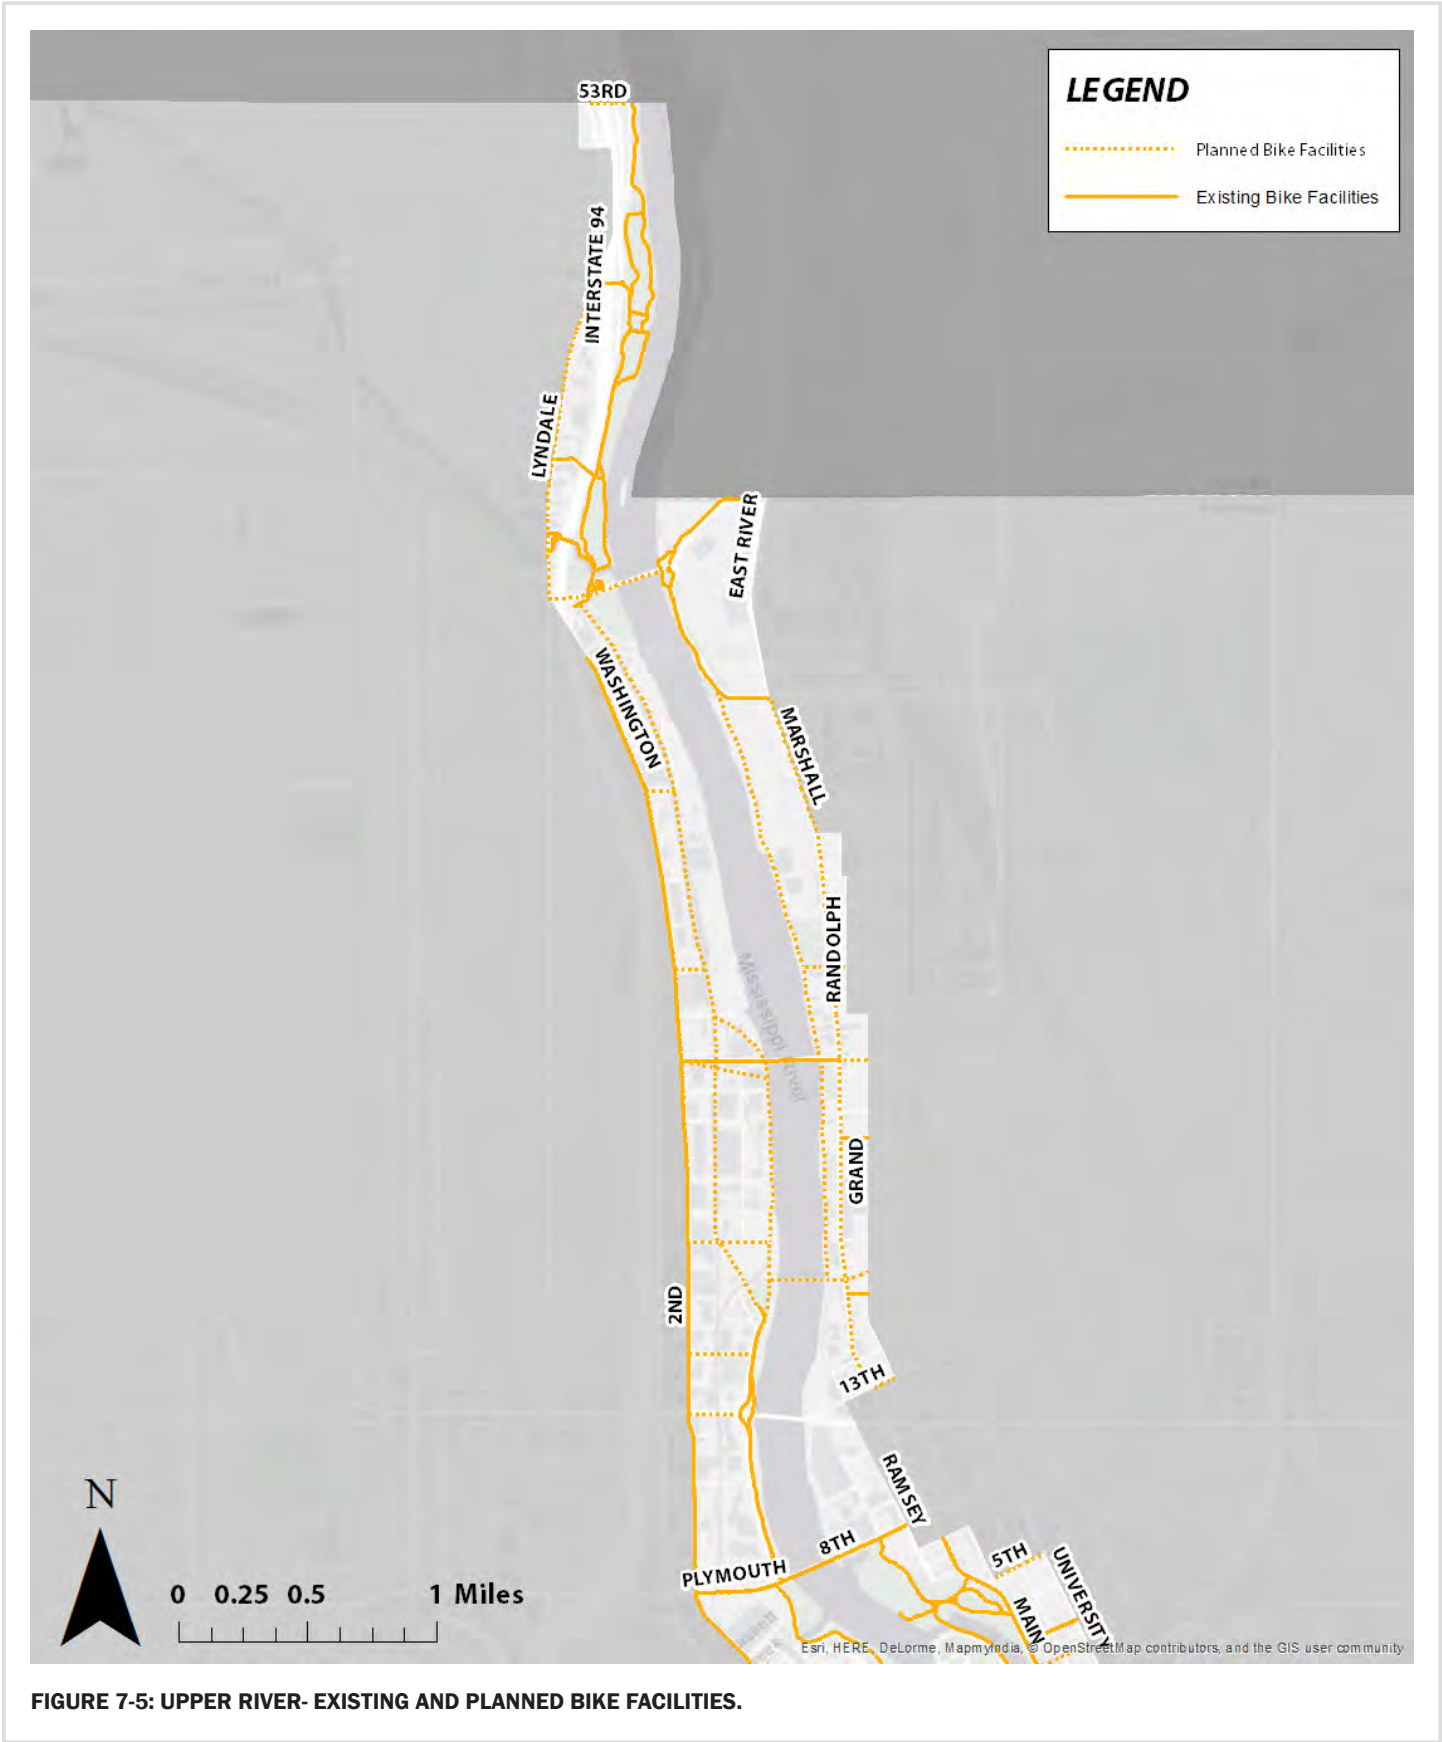 53RD
LEGEND
Planned Bike Facilities
Existing Bike Facilities
INTERSTATE 94
LYNDALE
EAST RIVER
WASHINGTON
MARSHALL
RANDOLPH
Mississippi River
GRAND
2ND
13TH
RAMSEY
N
8TH
5TH
UNIVERSITY
PLYMOUTH
MAIN
0 0.25 0.5 1 Miles
Esri, HERE, DeLorme, MapmyIndia, © OpenStreetMap contributors, and the GIS user community
FIGURE 7-5: UPPER RIVER- EXISTING AND PLANNED BIKE FACILITIES.